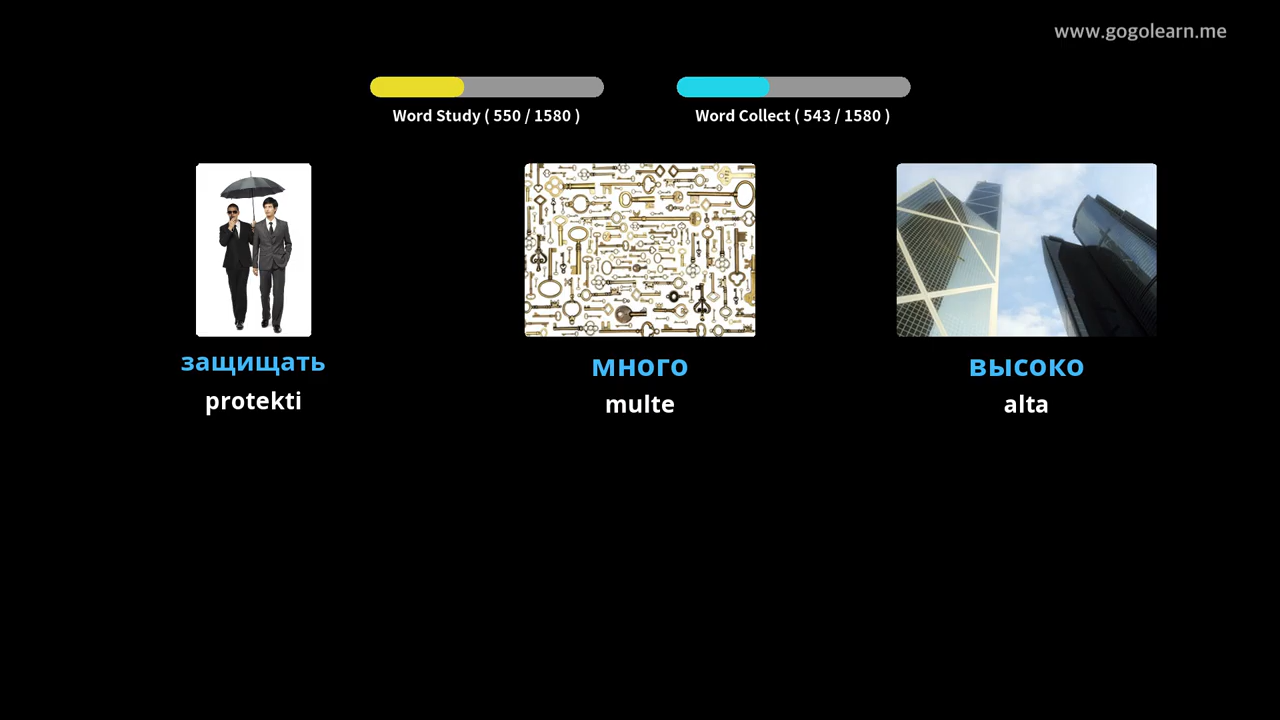 www.gogolearn.me
Word Study ( 550 / 1580 )
Word Collect ( 543 / 1580 )
защищать
protekti
много
multe
высоко
alta